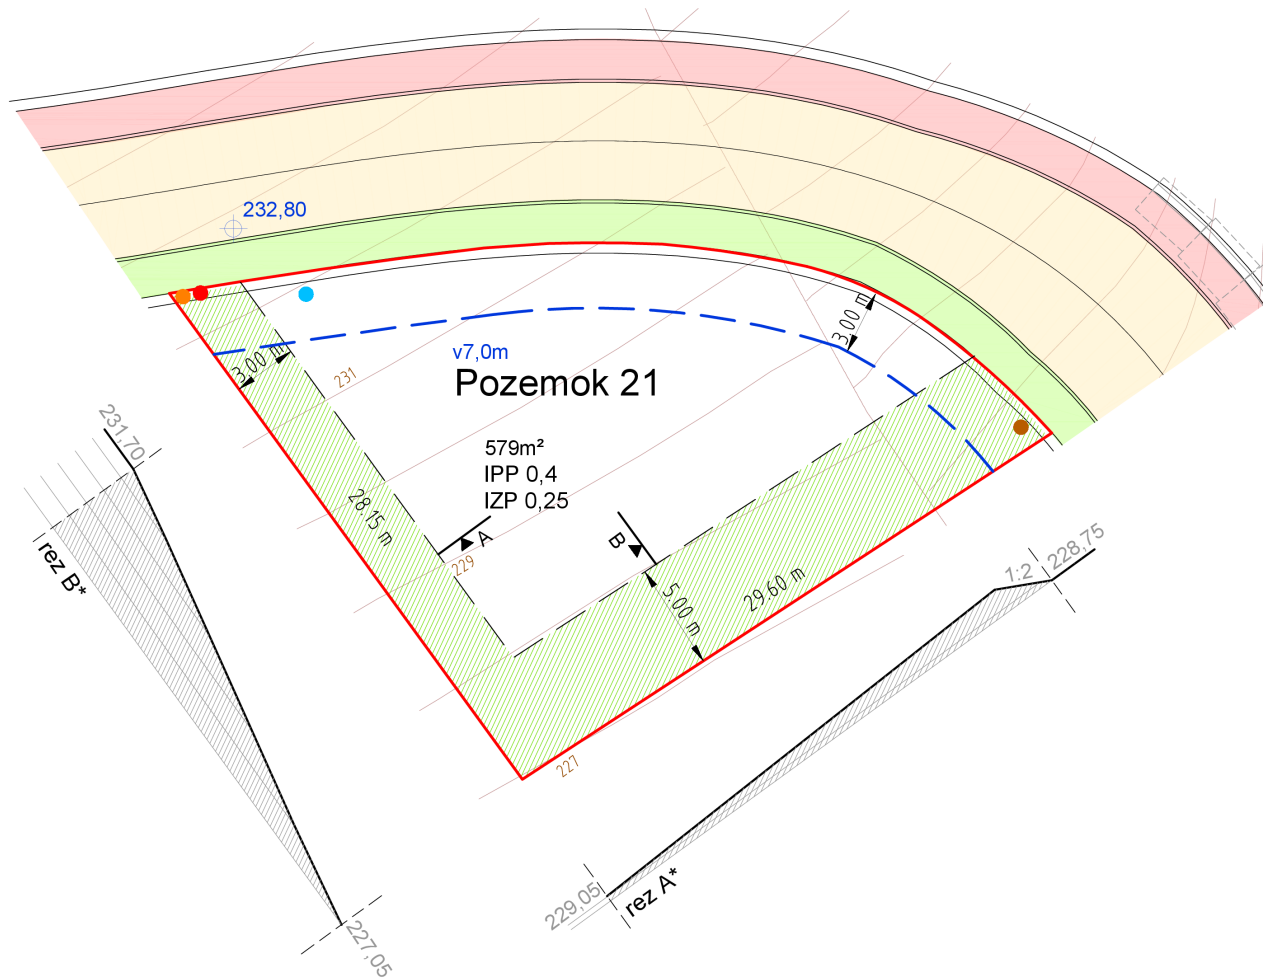 232,80
3.00 m
v7,0m
Pozemok 21
3.00 m
231
231,70
579m²
IPP 0,4
IZP 0,25
28.15 m
A
B
229
rez B*
5.00 m
29.60 m
1:2
228,75
227
229,05
rez A*
227,05